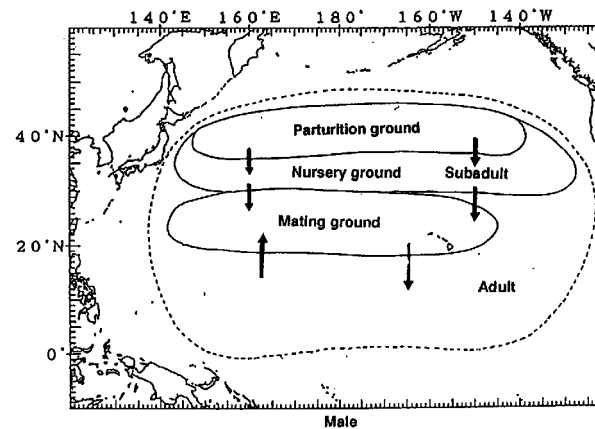 140°E 160°E 180° 160°W 140°W
40°N
20°N
0°
Parturition ground
Nursery ground Subadult
Mating ground
Adult
Male